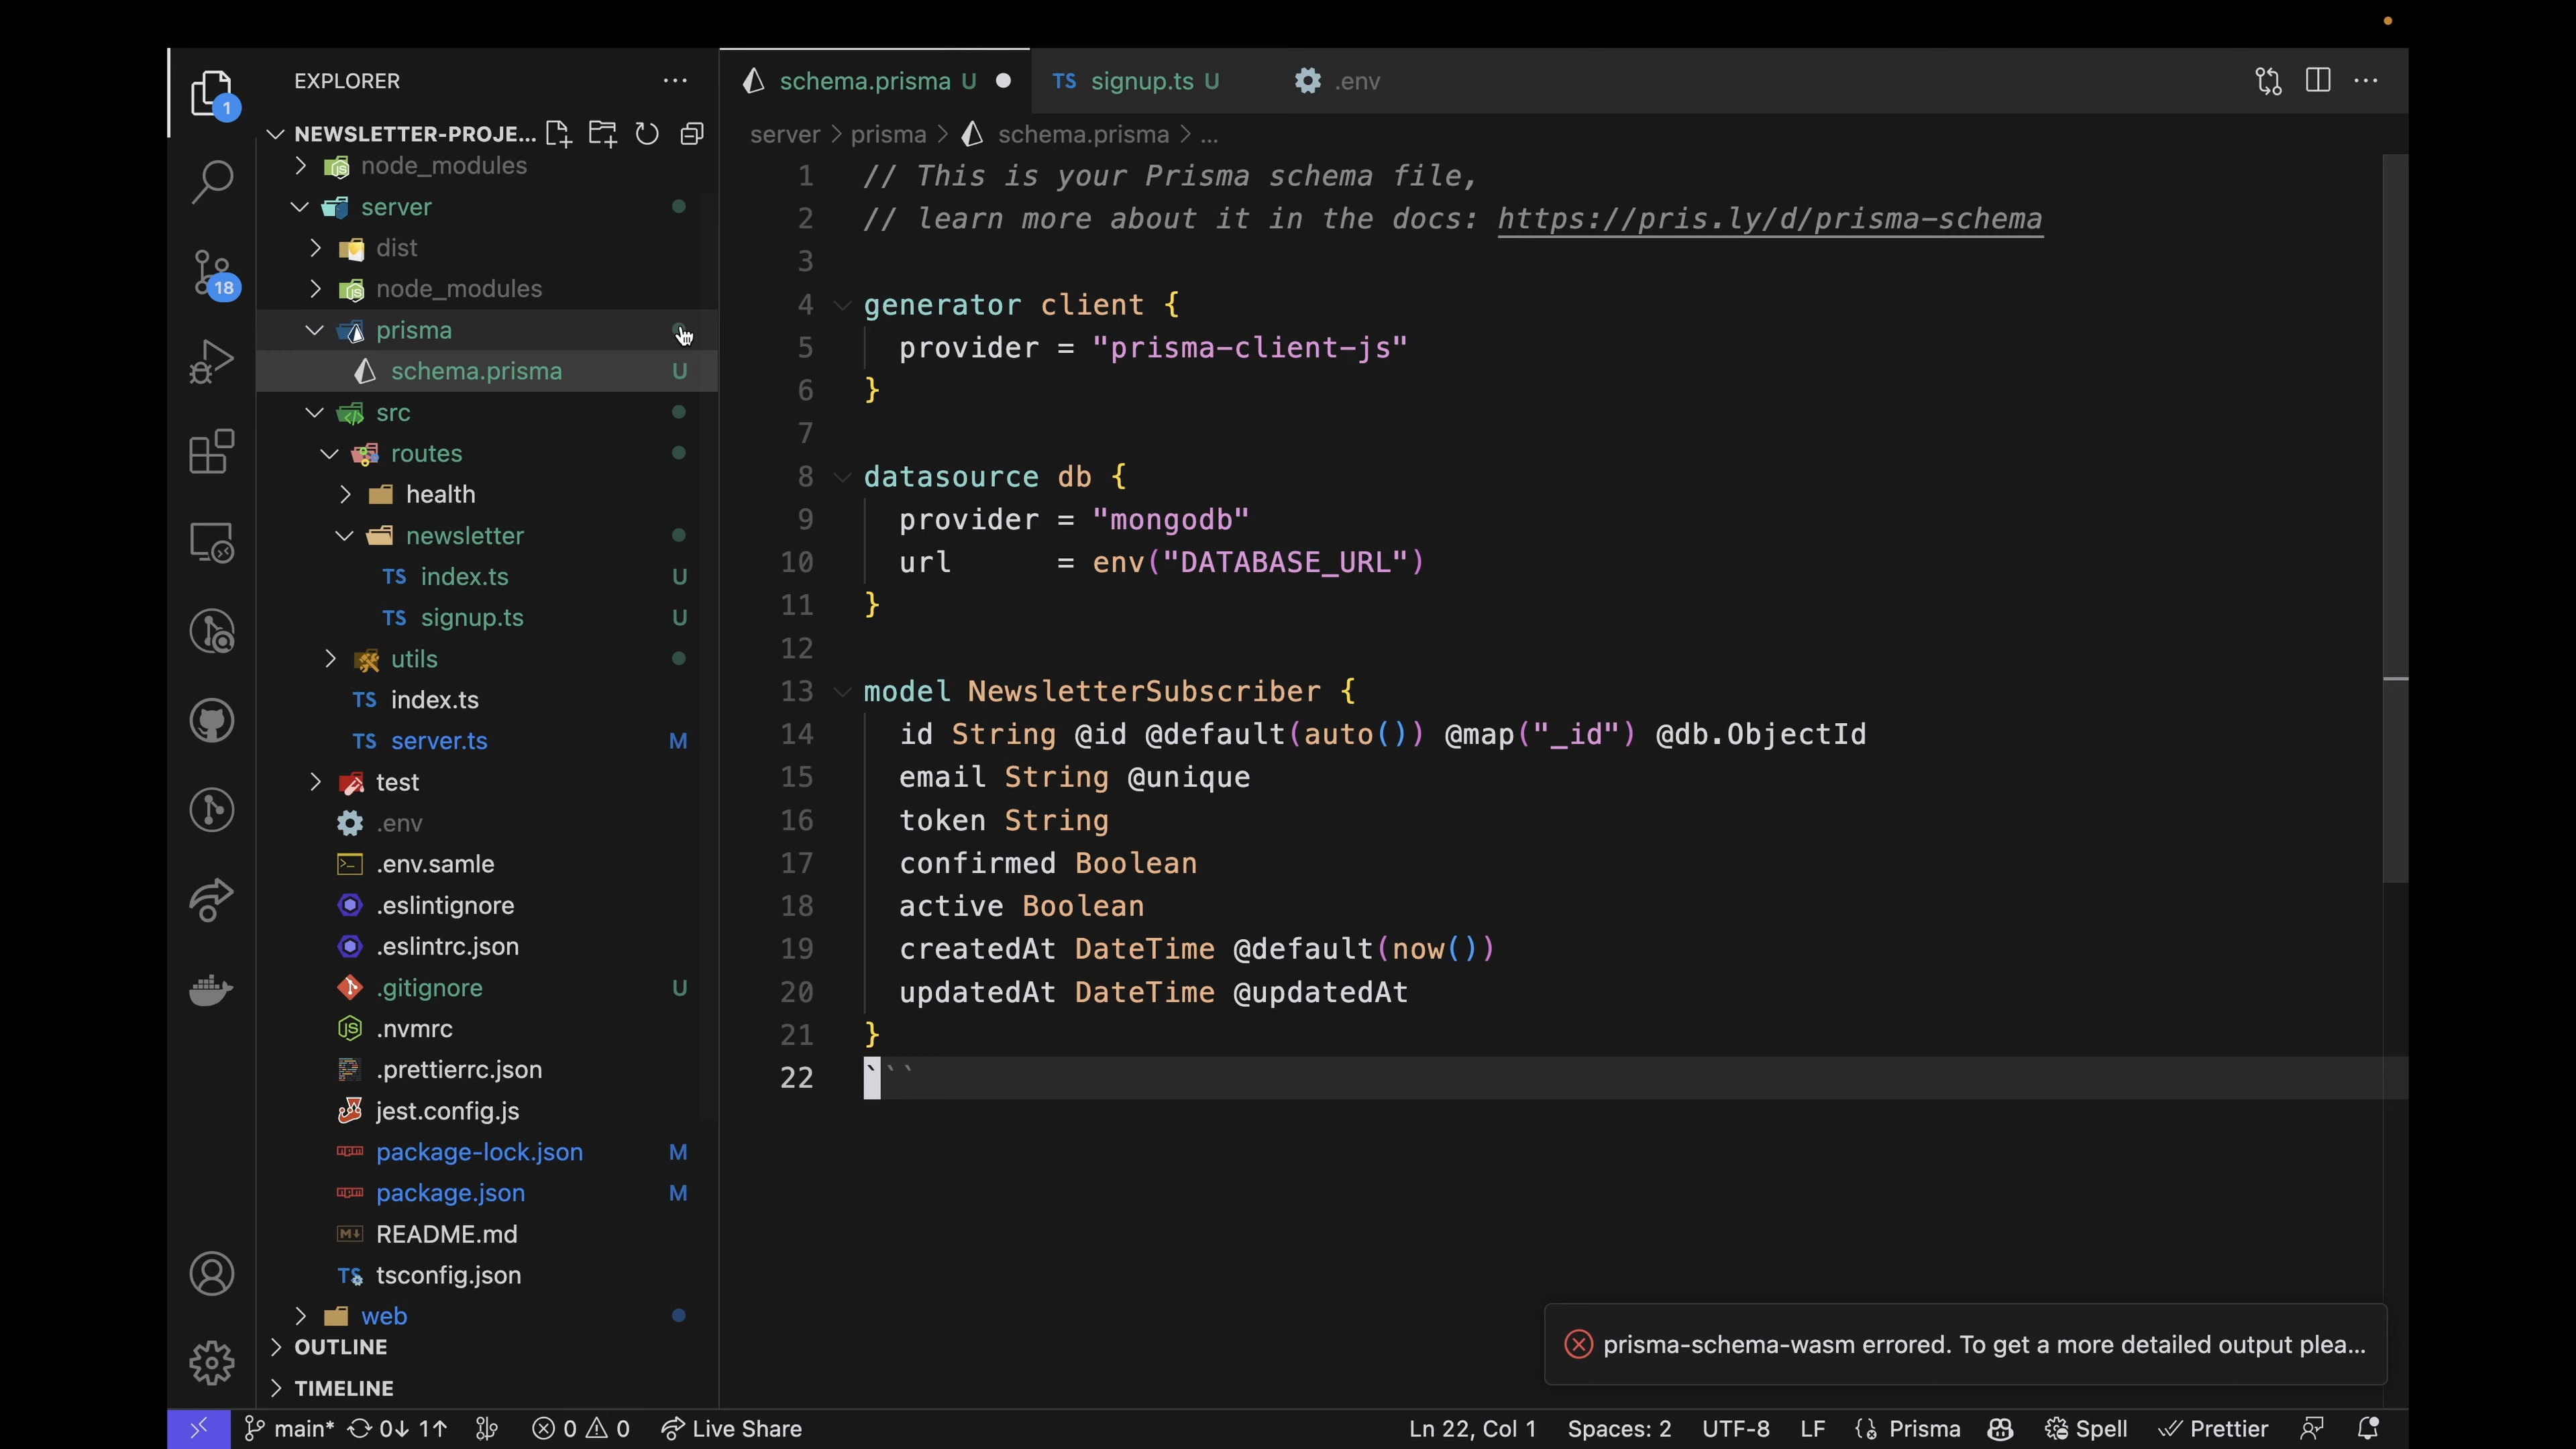 EXPLORER
NEWSLETTER-PROJE...
node_modules
server
dist
node_modules
prisma
schema.prisma U
src
routes
health
newsletter
TS index.ts U
TS signup.ts U
utils
TS index.ts
TS server.ts M
test
.env
.env.samle
.eslintignore
.eslintrc.json
.gitignore U
.nvmrc
.prettierrc.json
jest.config.js
package-lock.json M
package.json M
README.md
TS tsconfig.json
web
OUTLINE
TIMELINE
1
18
schema.prisma U
TS signup.ts U
.env
server > prisma > schema.prisma > ...
1 // This is your Prisma schema file,
2 // learn more about it in the docs: https://pris.ly/d/prisma-schema
3
4 generator client {
5 provider = "prisma-client-js"
6 }
7
8 datasource db {
9 provider = "mongodb"
10 url = env("DATABASE_URL")
11 }
12
13 model NewsletterSubscriber {
14 id String @id @default(auto()) @map("_id") @db.ObjectId
15 email String @unique
16 token String
17 confirmed Boolean
18 active Boolean
19 createdAt DateTime @default(now())
20 updatedAt DateTime @updatedAt
21 }
22 ```
prisma-schema-wasm errored. To get a more detailed output plea...
main* 0↓ 1↑ 0 0 Live Share
Ln 22, Col 1 Spaces: 2 UTF-8 LF Prisma Spell Prettier